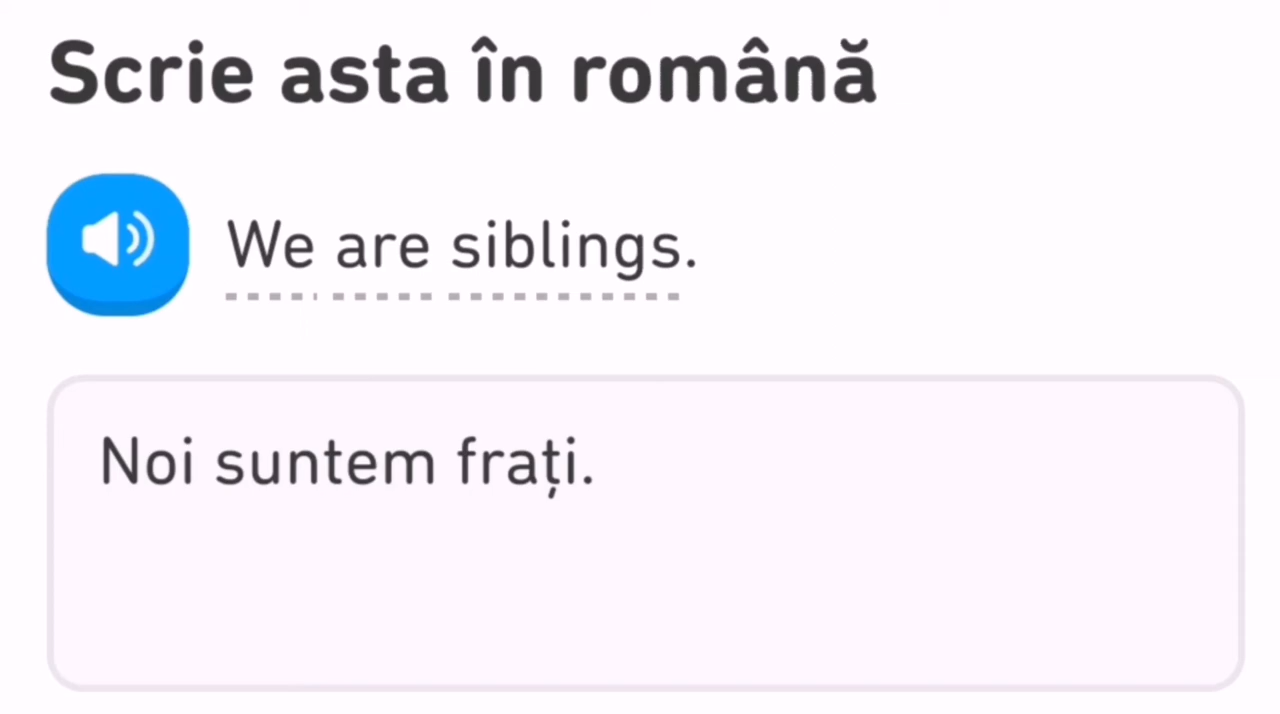 Scrie asta în română
We are siblings.
Noi suntem frați.